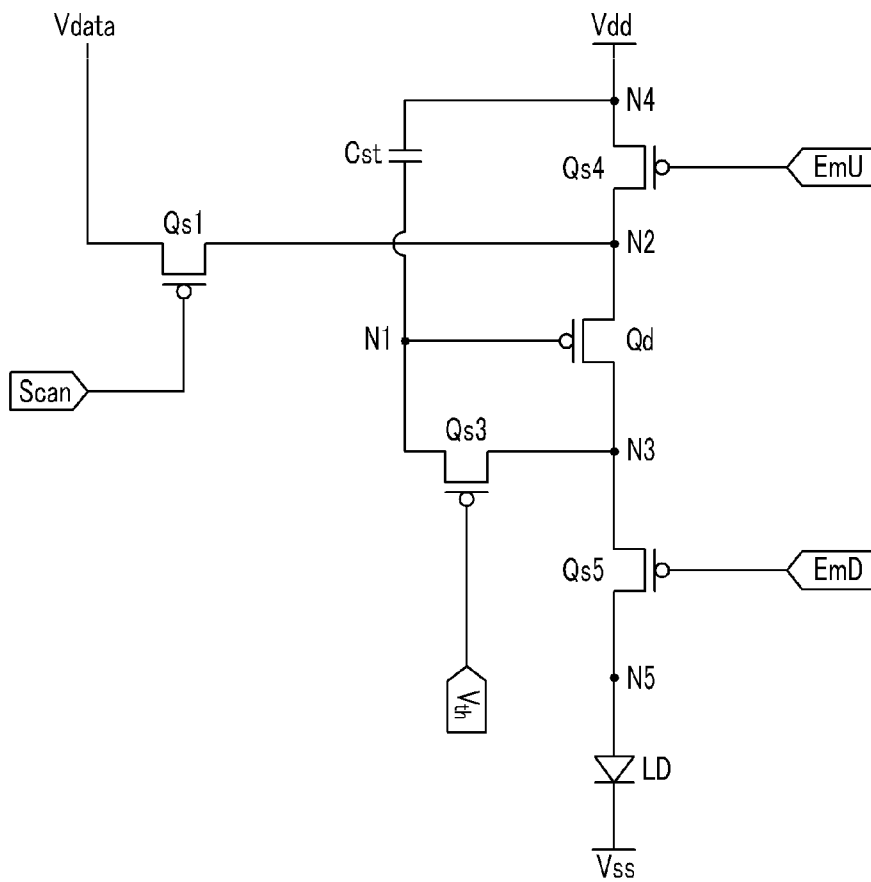 Vdata
Vdd
N4
Cst
Qs4
EmU
Qs1
N2
N1
Qd
Scan
Qs3
N3
Qs5
EmD
Vth
N5
LD
Vss